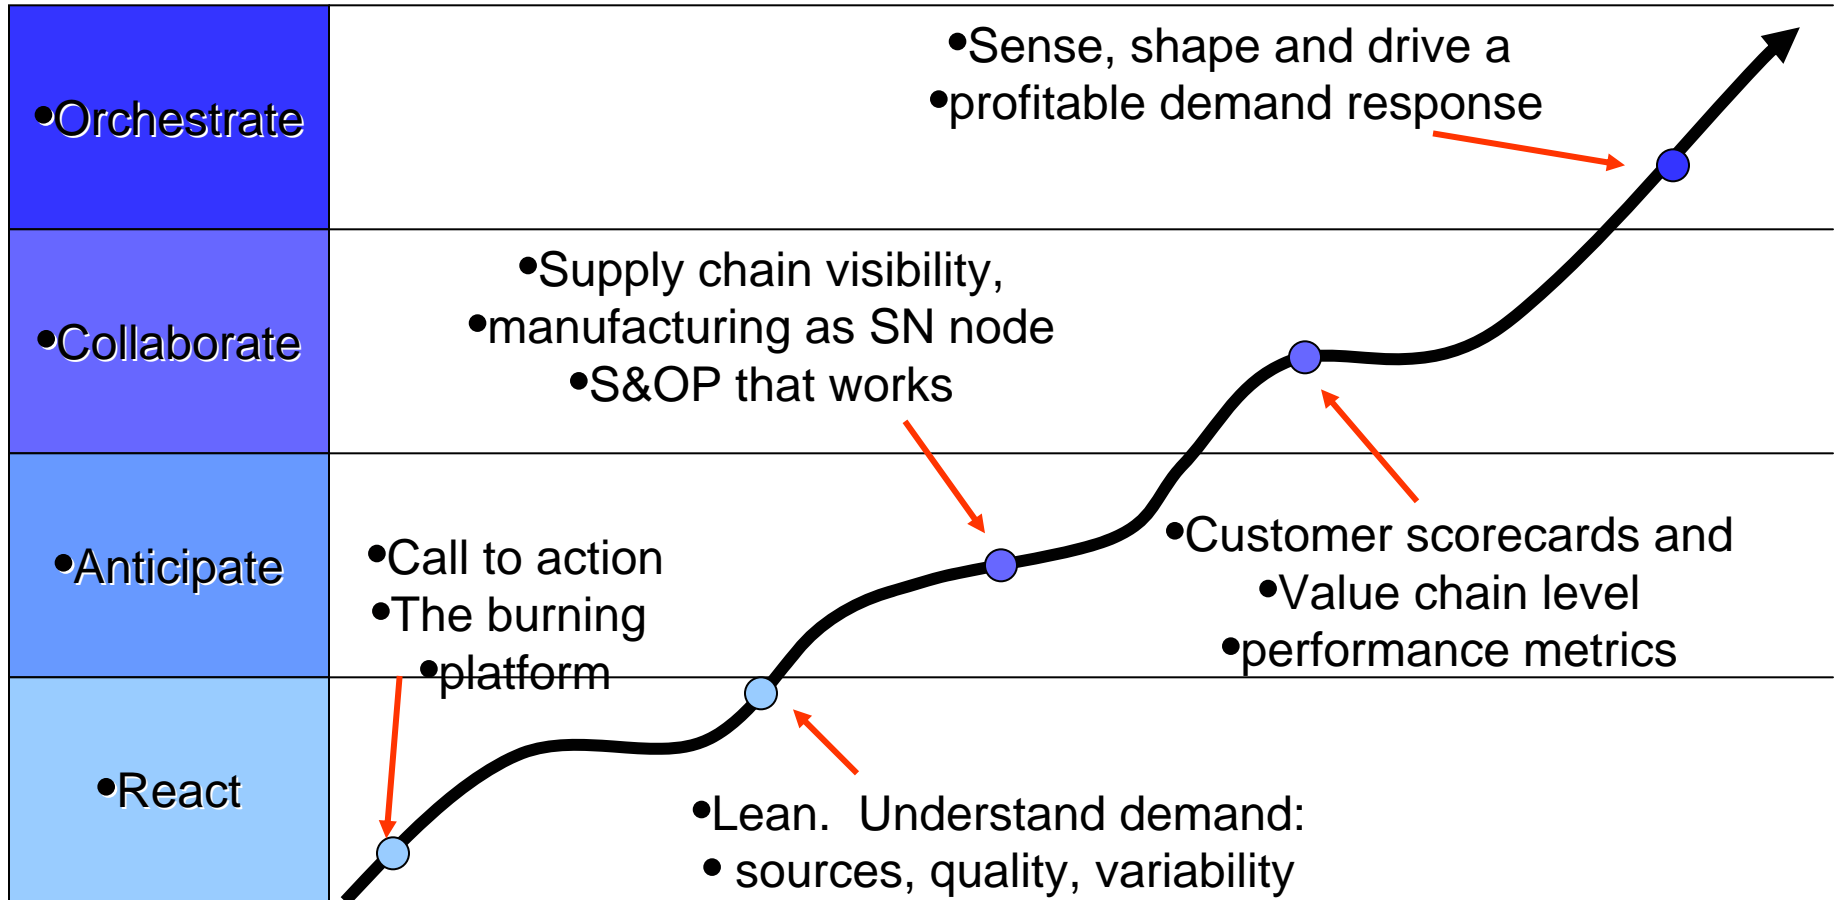 •Orchestrate
•Sense, shape and drive a
•profitable demand response
•Collaborate
•Supply chain visibility,
•manufacturing as SN node
•S&OP that works
•Anticipate
•Call to action
•The burning
•platform
•Customer scorecards and
•Value chain level
•performance metrics
•React
•Lean.  Understand demand:
• sources, quality, variability